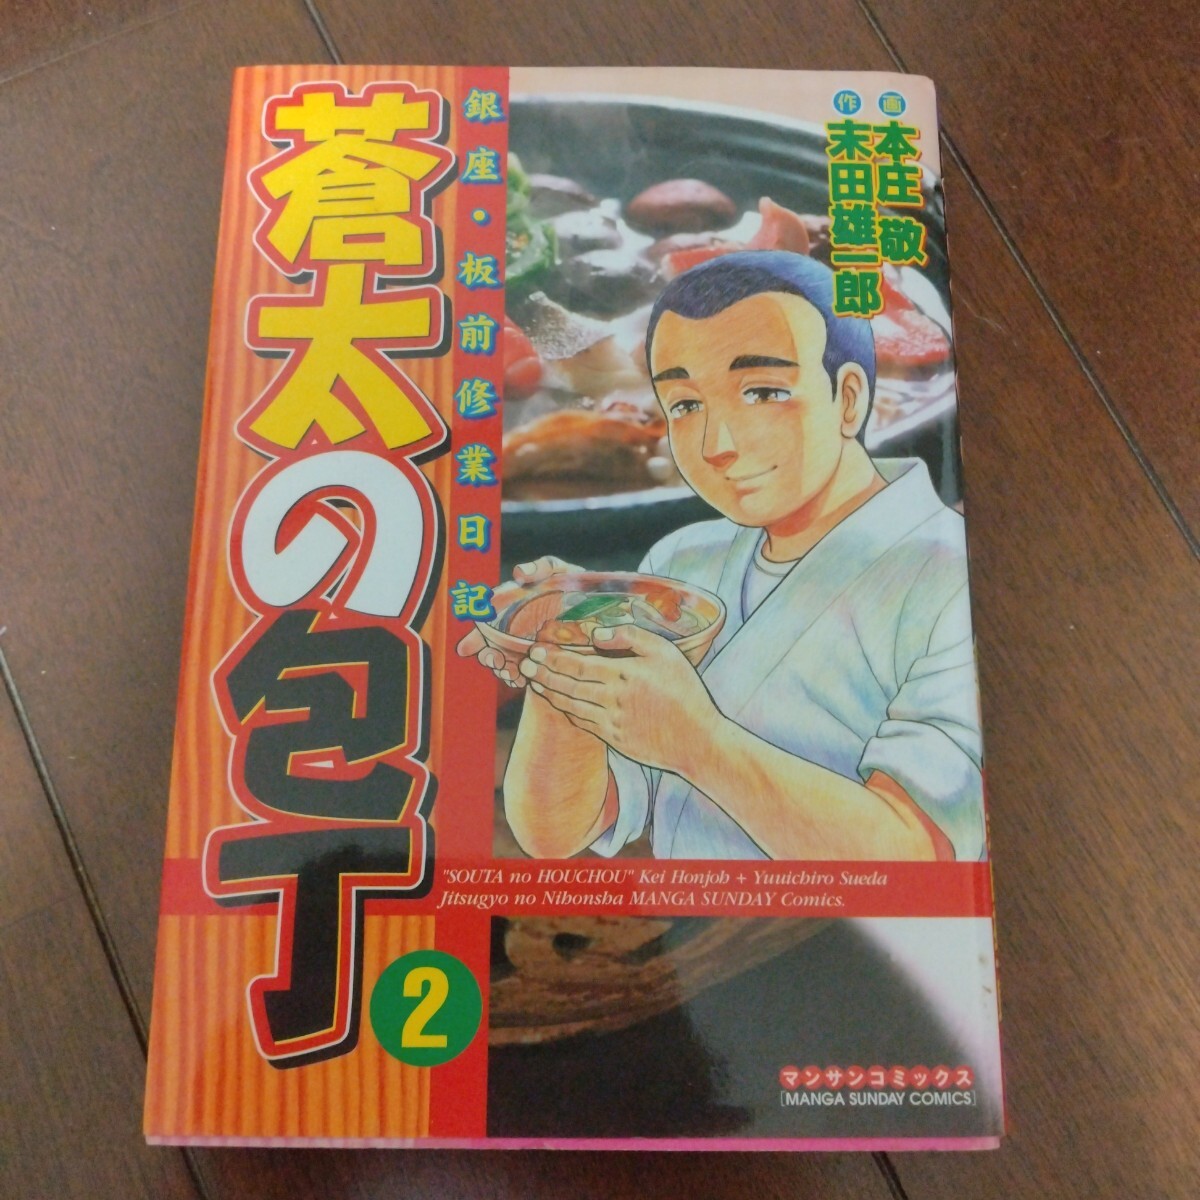 画 本庄 敬
作 末田雄一郎
銀座・板前修業日記
蒼太の包丁
2
"SOUTA no HOUCHOU" Kei Honjoh + Yuuichiro Sueda
Jitsugyo no Nihonsha MANGA SUNDAY Comics.
マンサンコミックス
[MANGA SUNDAY COMICS]